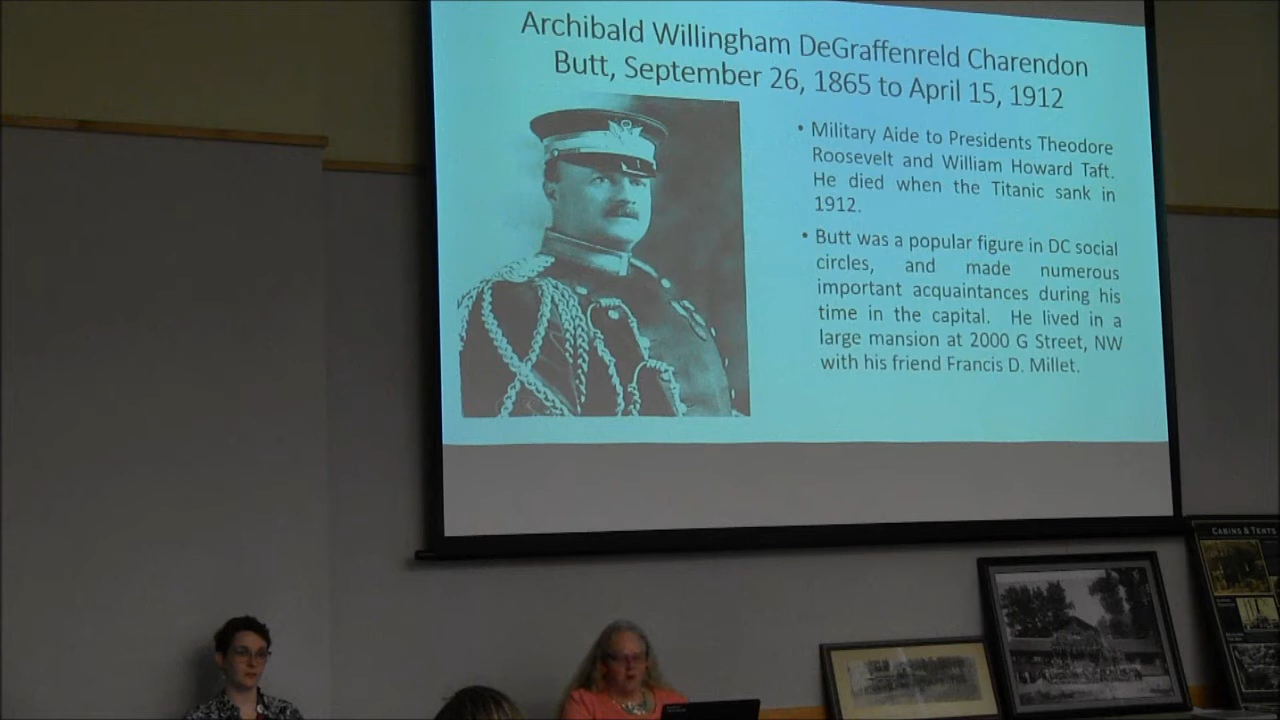 Archibald Willingham DeGraffenreld Charendon
Butt, September 26, 1865 to April 15, 1912
• Military Aide to Presidents Theodore
Roosevelt and William Howard Taft.
He died when the Titanic sank in
1912.
• Butt was a popular figure in DC social
circles, and made numerous
important acquaintances during his
time in the capital. He lived in a
large mansion at 2000 G Street, NW
with his friend Francis D. Millet.
CABINS & TENTS